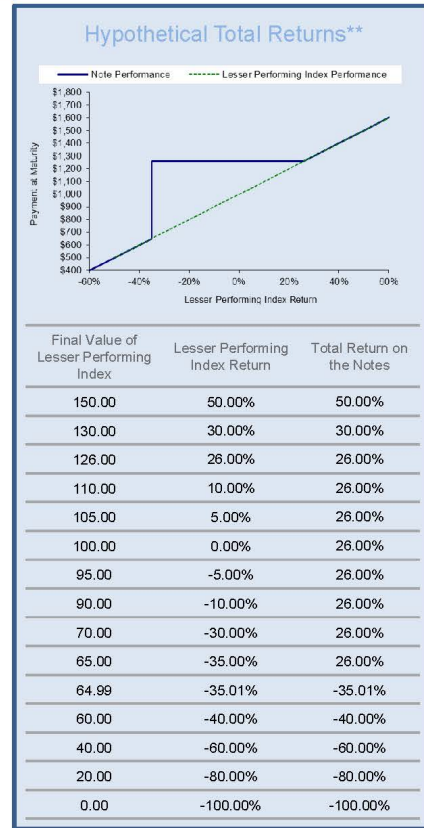 Hypothetical Total Returns**
Note Performance Lesser Performing Index Performance
$1,800
$1,700
$1,600
$1,500
$1,400
$1,300
$1,200
$1,100
$1,000
$900
$800
$700
$600
$500
$400
Payment at Maturity
-60% -40% -20% 0% 20% 40% 60%
Lesser Performing Index Return
Final Value of
Lesser Performing
Index
Lesser Performing
Index Return
Total Return on
the Notes
150.00 50.00% 50.00%
130.00 30.00% 30.00%
126.00 26.00% 26.00%
110.00 10.00% 26.00%
105.00 5.00% 26.00%
100.00 0.00% 26.00%
95.00 -5.00% 26.00%
90.00 -10.00% 26.00%
70.00 -30.00% 26.00%
65.00 -35.00% 26.00%
64.99 -35.01% -35.01%
60.00 -40.00% -40.00%
40.00 -60.00% -60.00%
20.00 -80.00% -80.00%
0.00 -100.00% -100.00%